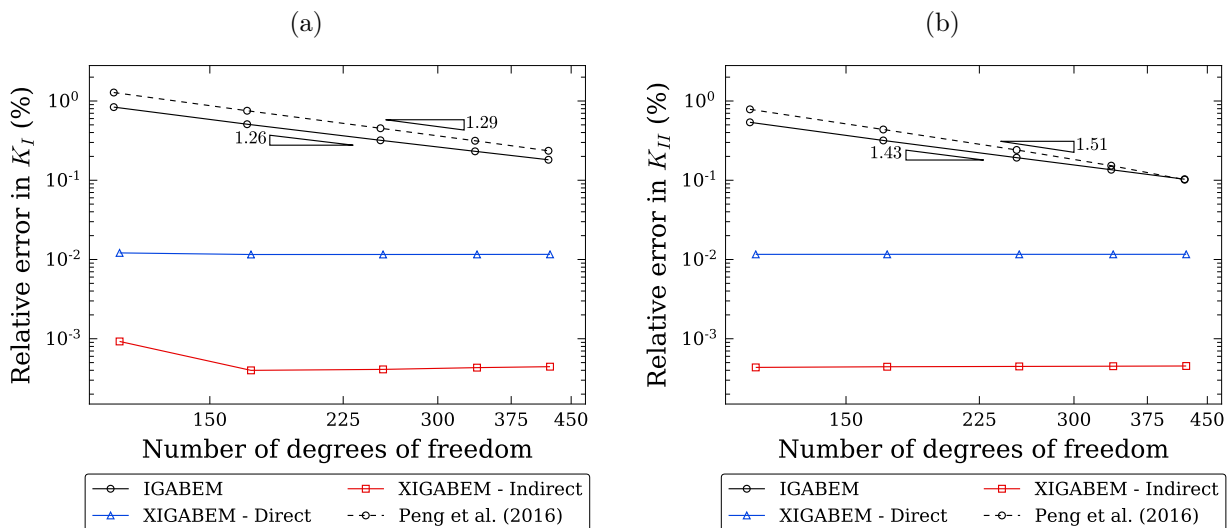 (a)
Relative error in K_I (%)
10^0
10^-1
10^-2
10^-3
1.26
1.29
150
225
300
375
450
Number of degrees of freedom
IGABEM
XIGABEM - Direct
XIGABEM - Indirect
Peng et al. (2016)
(b)
Relative error in K_II (%)
10^0
10^-1
10^-2
10^-3
1.43
1.51
150
225
300
375
450
Number of degrees of freedom
IGABEM
XIGABEM - Direct
XIGABEM - Indirect
Peng et al. (2016)